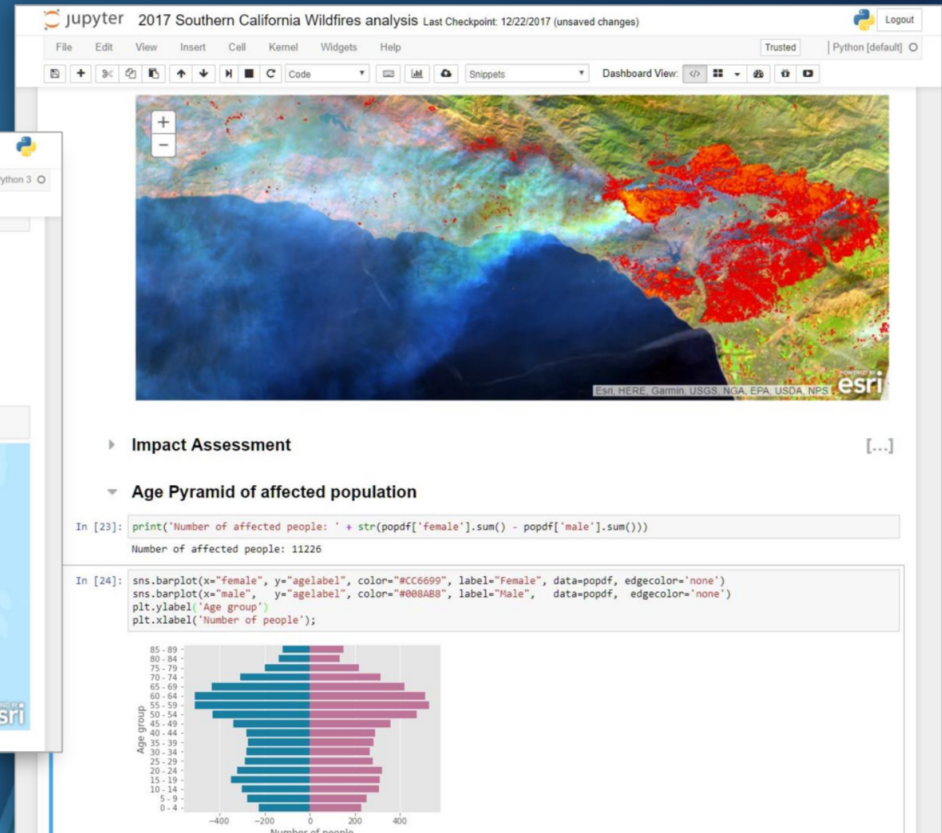 jupyter 2017 Southern California Wildfires analysis Last Checkpoint: 12/22/2017 (unsaved changes)
Logout
File Edit View Insert Cell Kernel Widgets Help
Trusted
Python [default]
Code
Snippets
Dashboard View:
ython 3
+
−
Esri, HERE, Garmin, USGS, NGA, EPA, USDA, NPS
esri
Impact Assessment
[...]
Age Pyramid of affected population
In [23]: print('Number of affected people: ' + str(popdf['female'].sum() - popdf['male'].sum()))
Number of affected people: 11226
In [24]: sns.barplot(x="female", y="agelabel", color="#CC6699", label="Female", data=popdf, edgecolor='none')
sns.barplot(x="male", y="agelabel", color="#008AB8", label="Male", data=popdf, edgecolor='none')
plt.ylabel('Age group')
plt.xlabel('Number of people');
sri
85 - 89
80 - 84
75 - 79
70 - 74
65 - 69
60 - 64
55 - 59
50 - 54
45 - 49
40 - 44
35 - 39
30 - 34
25 - 29
20 - 24
15 - 19
10 - 14
5 - 9
0 - 4
Age group
−400 −200 0 200 400
Number of people